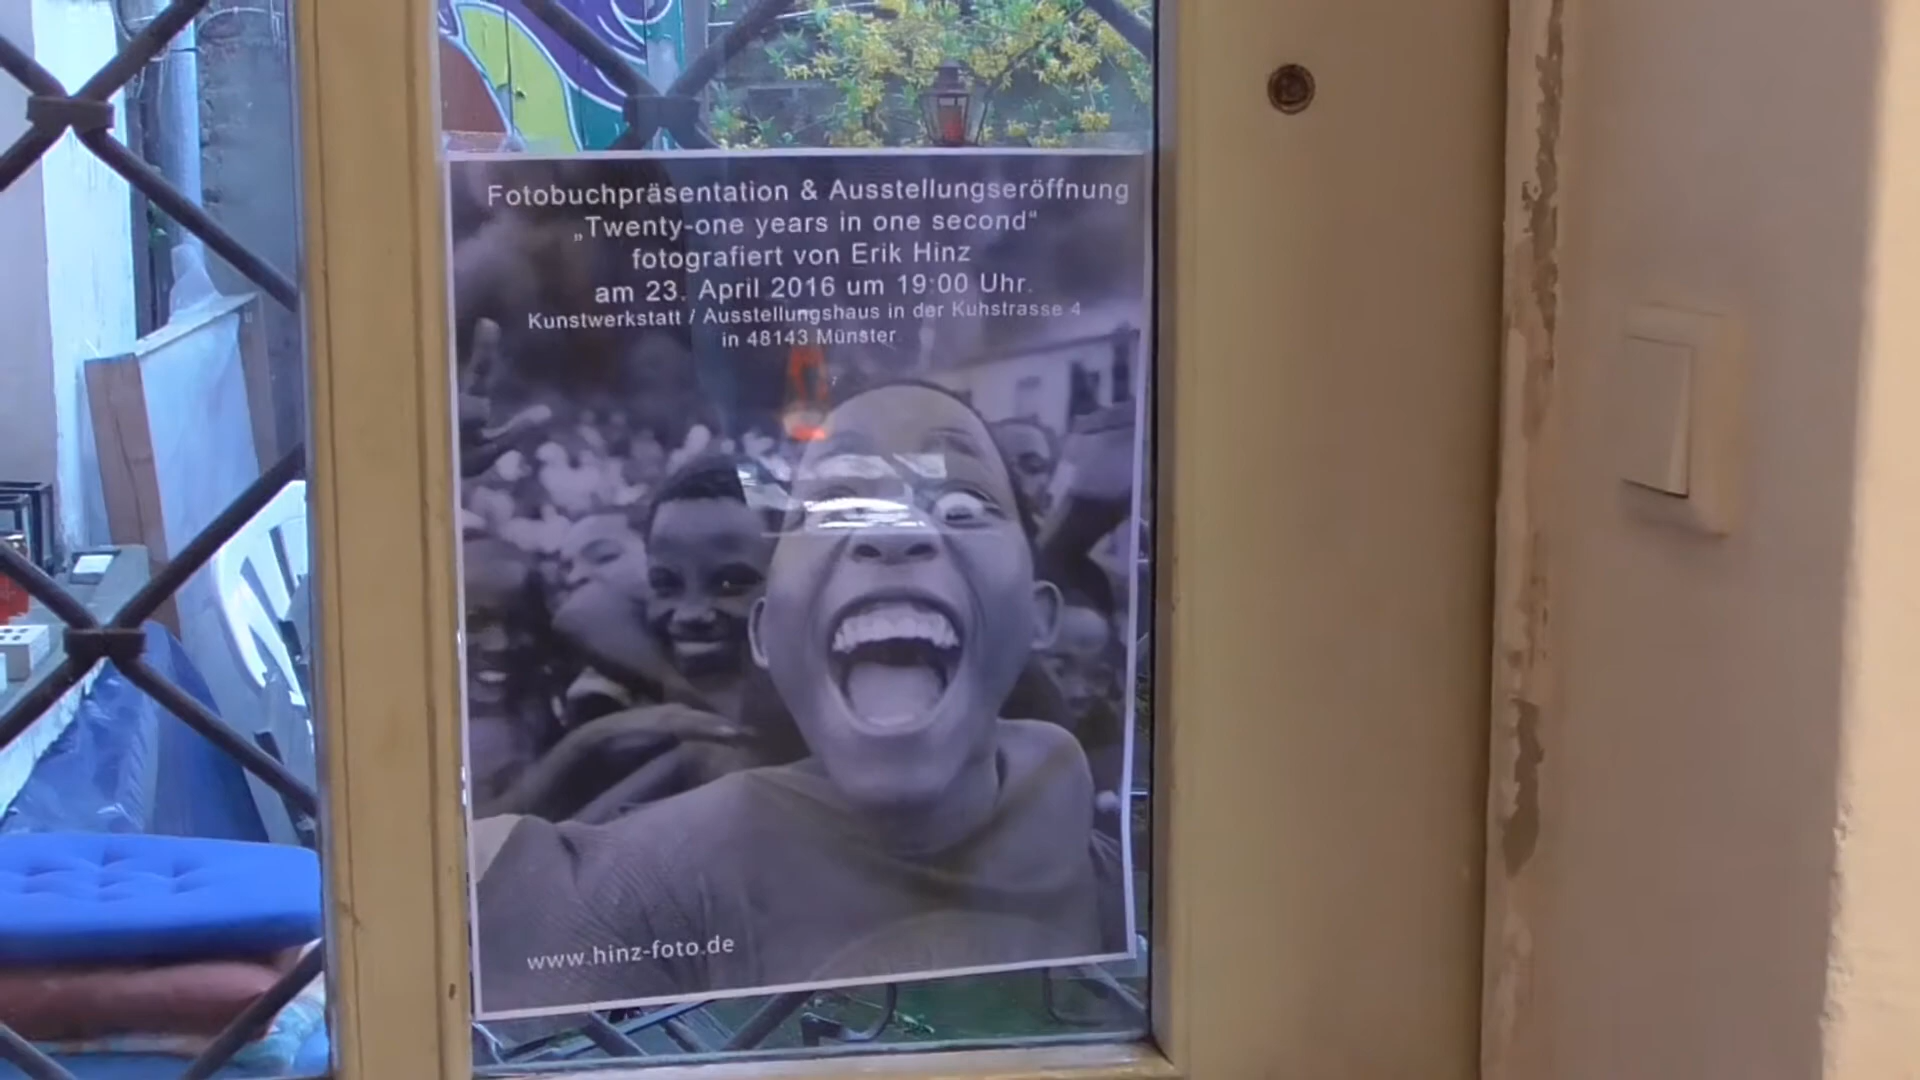 Fotobuchpräsentation & Ausstellungseröffnung
„Twenty-one years in one second“
fotografiert von Erik Hinz
am 23. April 2016 um 19:00 Uhr.
Kunstwerkstatt / Ausstellungshaus in der Kuhstrasse 4
in 48143 Münster
www.hinz-foto.de